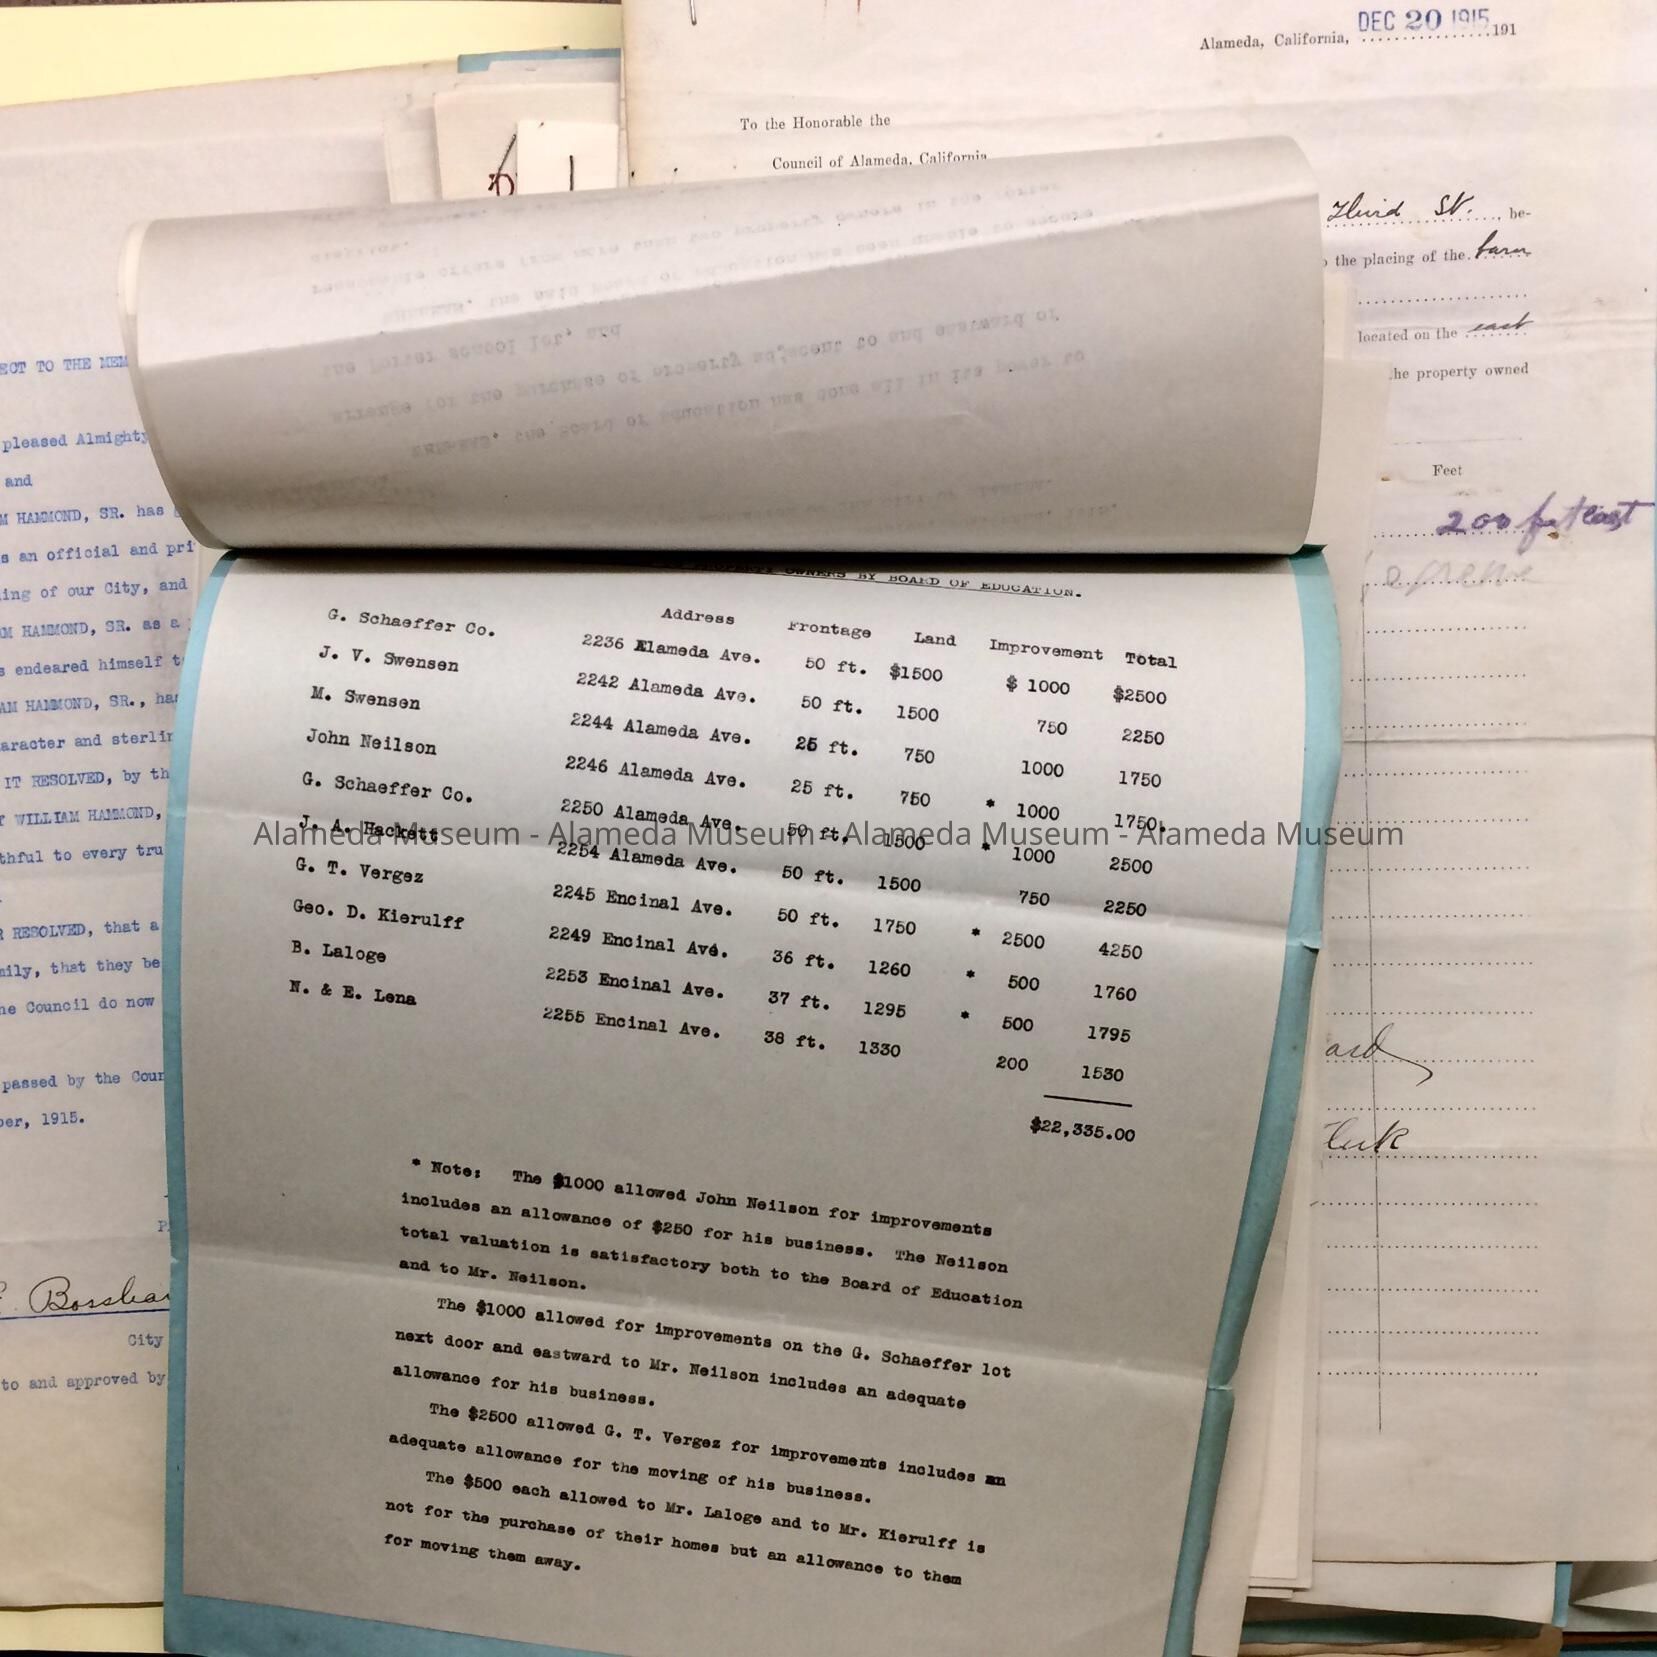 DEC 20 1915
Alameda, California, 191
To the Honorable the
Council of Alameda, California
Third St., be-
the placing of the barn
located on the east
the property owned
Feet
200 feet east
ECT TO THE MEM
pleased Almighty
and
M HAMMOND, SR. has
s an official and pri
ing of our City, and
M HAMMOND, SR. as a
s endeared himself t
AM HAMMOND, SR., has
aracter and sterlin
IT RESOLVED, by th
WILLIAM HAMMOND,
thful to every tru
R RESOLVED, that a
mily, that they be
he Council do now
passed by the Coun
ber, 1915.
E. Bosshar
City
to and approved by
PROPERTY OWNERS BY BOARD OF EDUCATION.
Address Frontage Land Improvement Total
G. Schaeffer Co. 2236 Alameda Ave. 50 ft. $1500 $ 1000 $2500
J. V. Swensen 2242 Alameda Ave. 50 ft. 1500 750 2250
M. Swensen 2244 Alameda Ave. 25 ft. 750 1000 1750
John Neilson 2246 Alameda Ave. 25 ft. 750 * 1000 1750.
G. Schaeffer Co. 2250 Alameda Ave. 50 ft. 1500 * 1000 2500
J. A. Hackett 2254 Alameda Ave. 50 ft. 1500 750 2250
G. T. Vergez 2245 Encinal Ave. 50 ft. 1750 * 2500 4250
Geo. D. Kierulff 2249 Encinal Ave. 36 ft. 1260 * 500 1760
B. Laloge 2253 Encinal Ave. 37 ft. 1295 * 500 1795
N. & E. Lena 2255 Encinal Ave. 38 ft. 1330 200 1530
$22,335.00
* Note: The $1000 allowed John Neilson for improvements
includes an allowance of $250 for his business. The Neilson
total valuation is satisfactory both to the Board of Education
and to Mr. Neilson.
The $1000 allowed for improvements on the G. Schaeffer lot
next door and eastward to Mr. Neilson includes an adequate
allowance for his business.
The $2500 allowed G. T. Vergez for improvements includes an
adequate allowance for the moving of his business.
The $500 each allowed to Mr. Laloge and to Mr. Kierulff is
not for the purchase of their homes but an allowance to them
for moving them away.
Alameda Museum - Alameda Museum - Alameda Museum - Alameda Museum